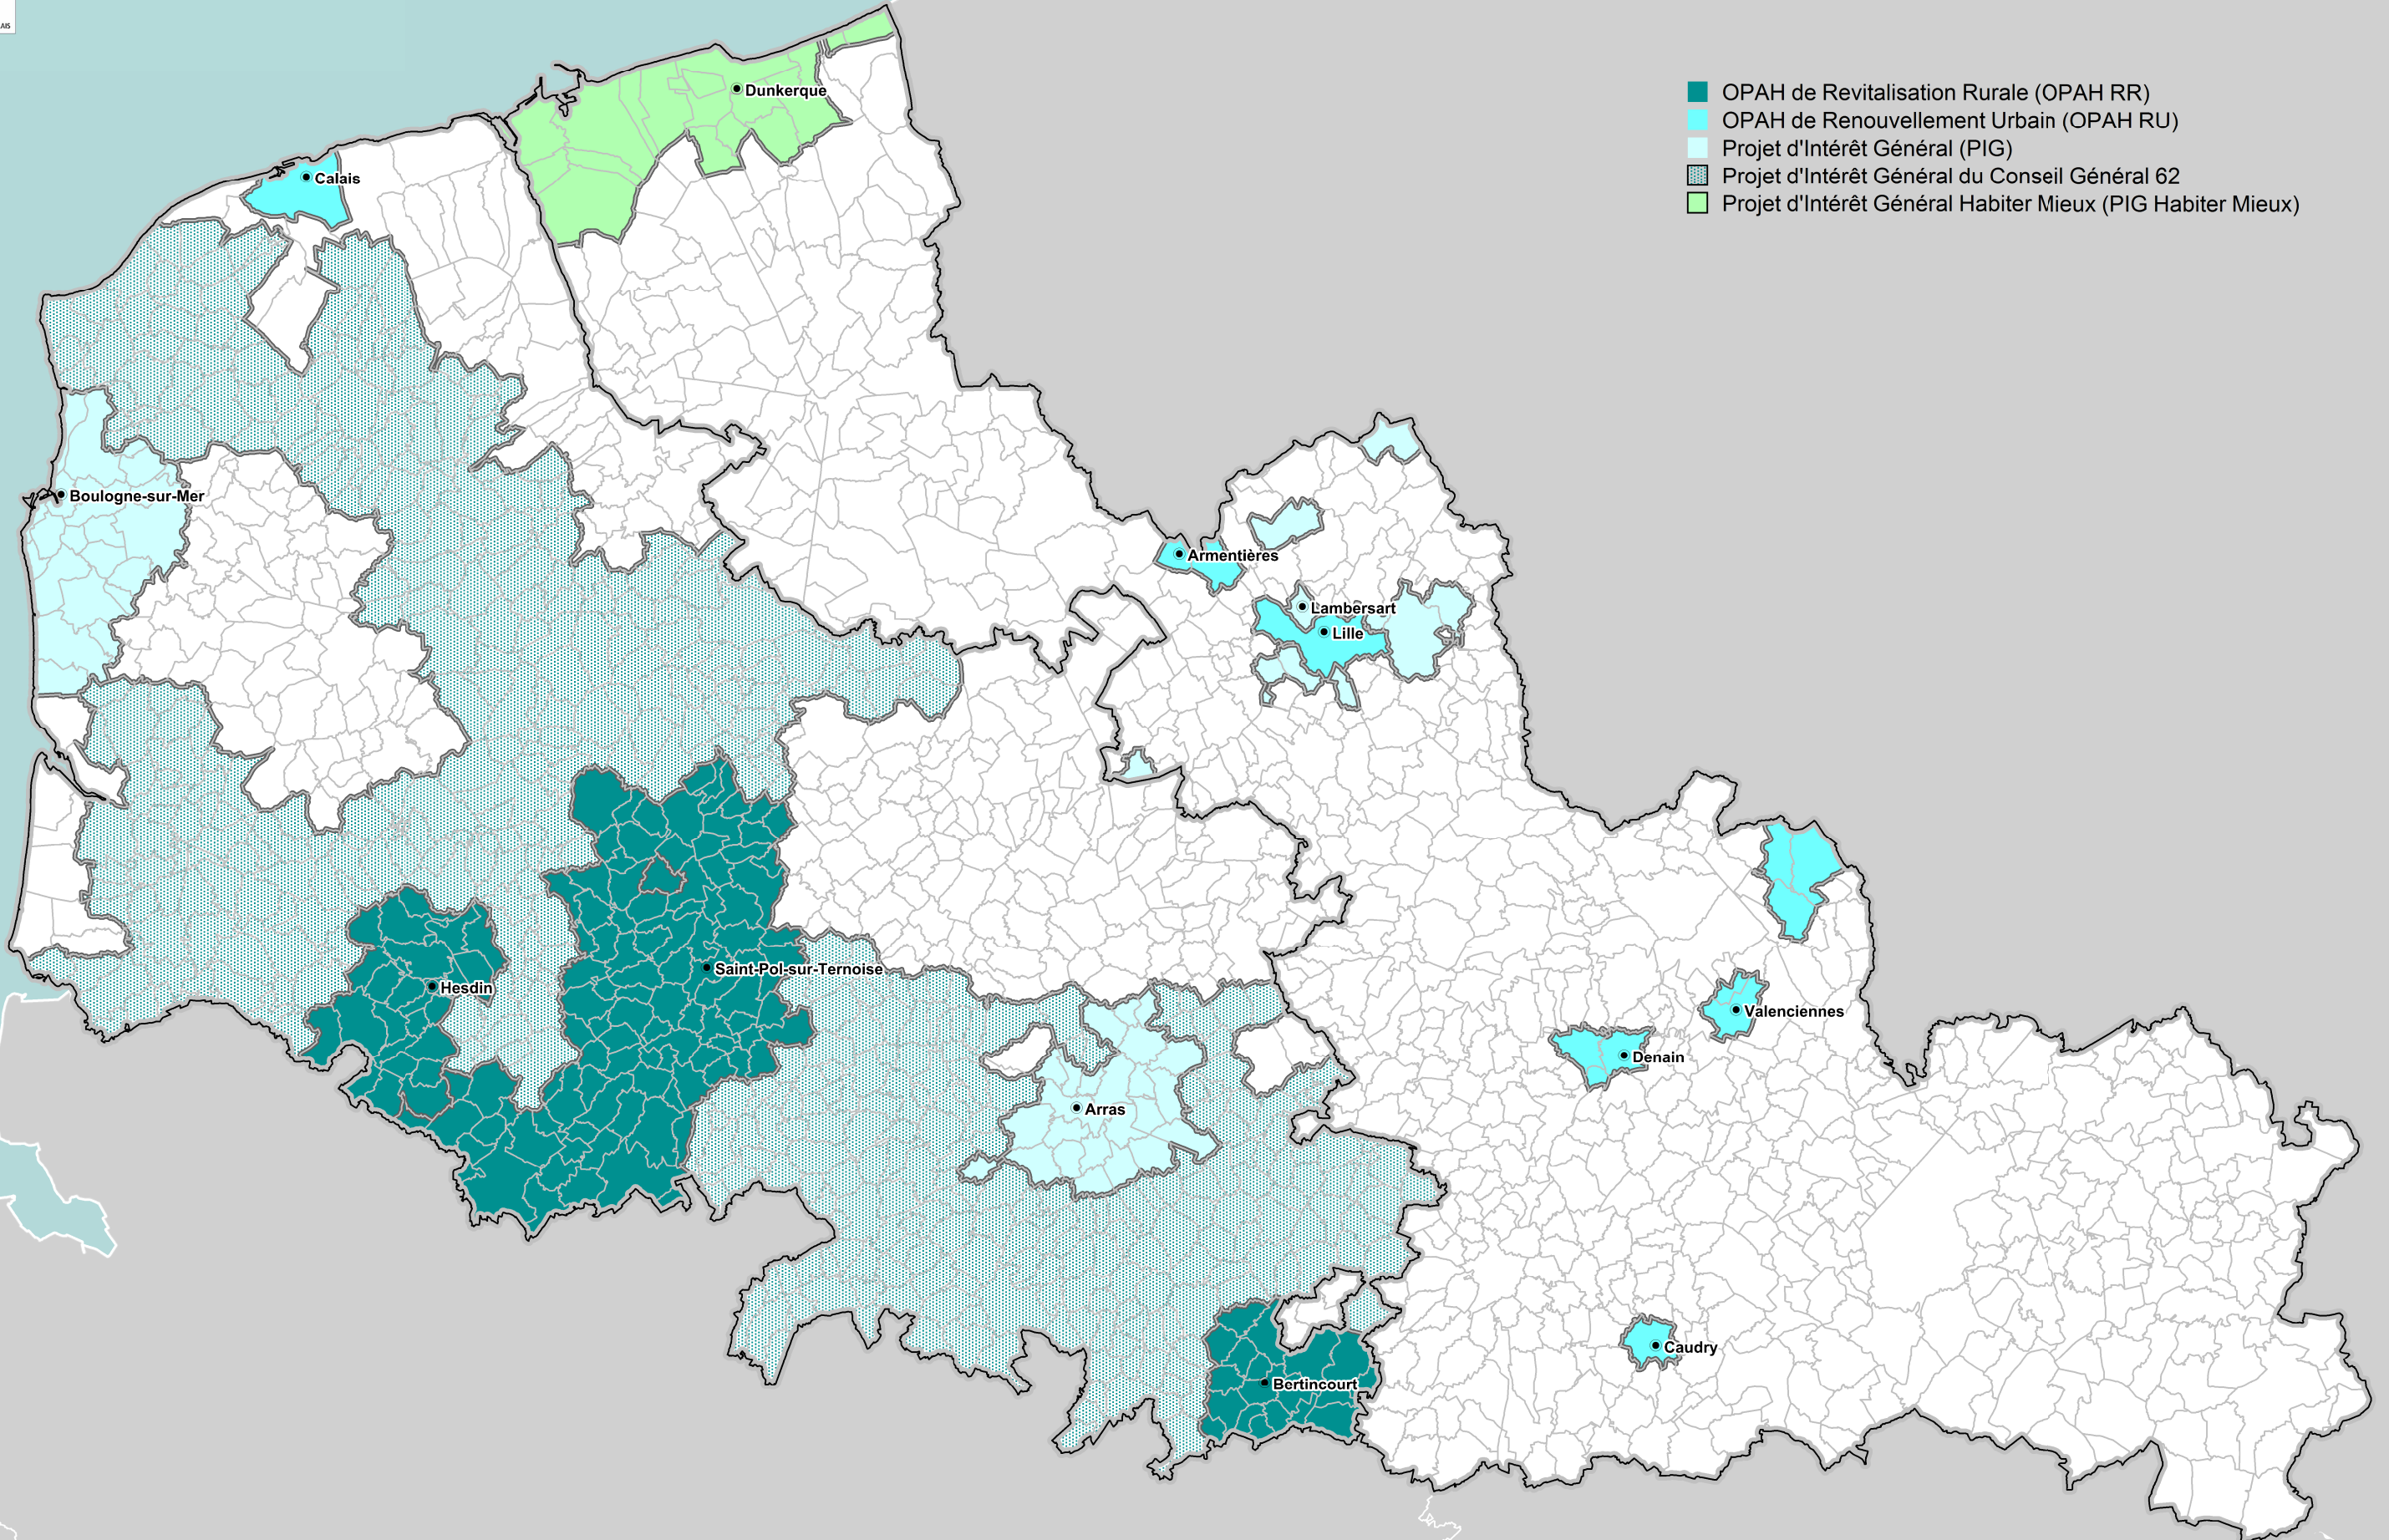 AIS
OPAH de Revitalisation Rurale (OPAH RR)
OPAH de Renouvellement Urbain (OPAH RU)
Projet d'Intérêt Général (PIG)
Projet d'Intérêt Général du Conseil Général 62
Projet d'Intérêt Général Habiter Mieux (PIG Habiter Mieux)
Dunkerque
Calais
Boulogne-sur-Mer
Armentières
Lambersart
Lille
Saint-Pol-sur-Ternoise
Hesdin
Valenciennes
Denain
Arras
Caudry
Bertincourt